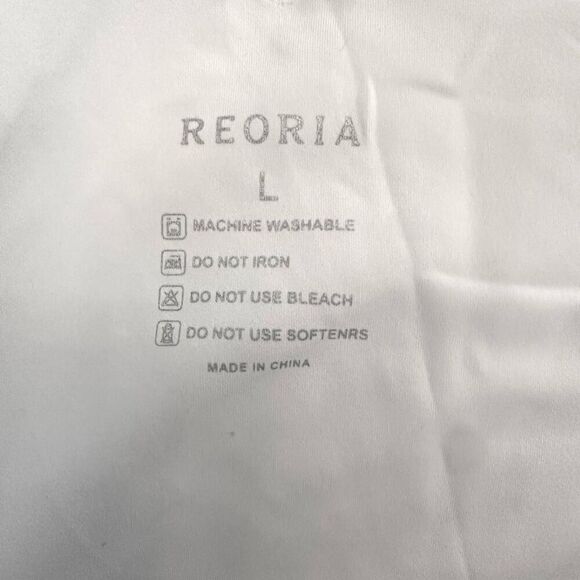 REORIA
L
MACHINE WASHABLE
DO NOT IRON
DO NOT USE BLEACH
DO NOT USE SOFTENRS
MADE IN CHINA